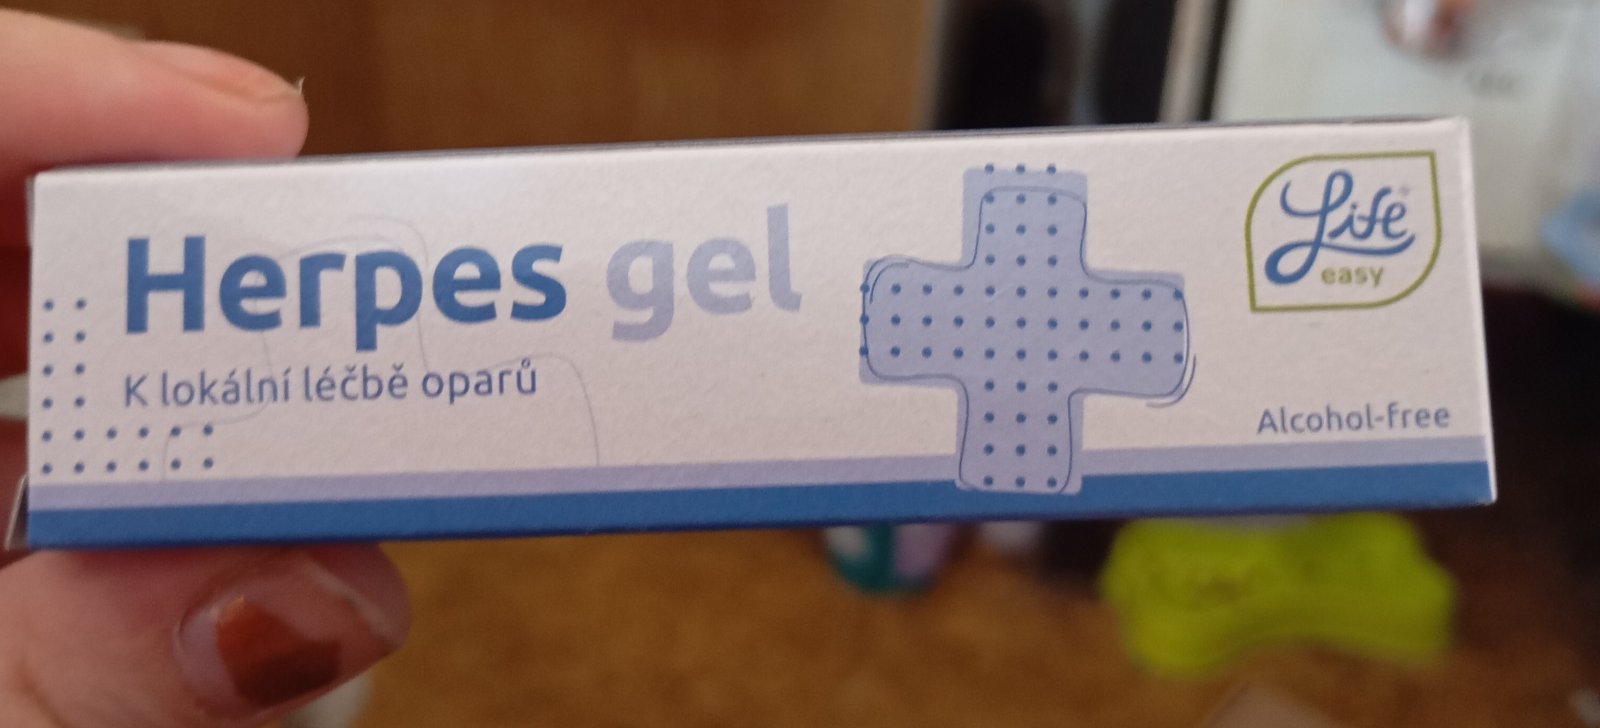 Herpes gel
K lokální léčbě oparů
Life
easy
Alcohol-free